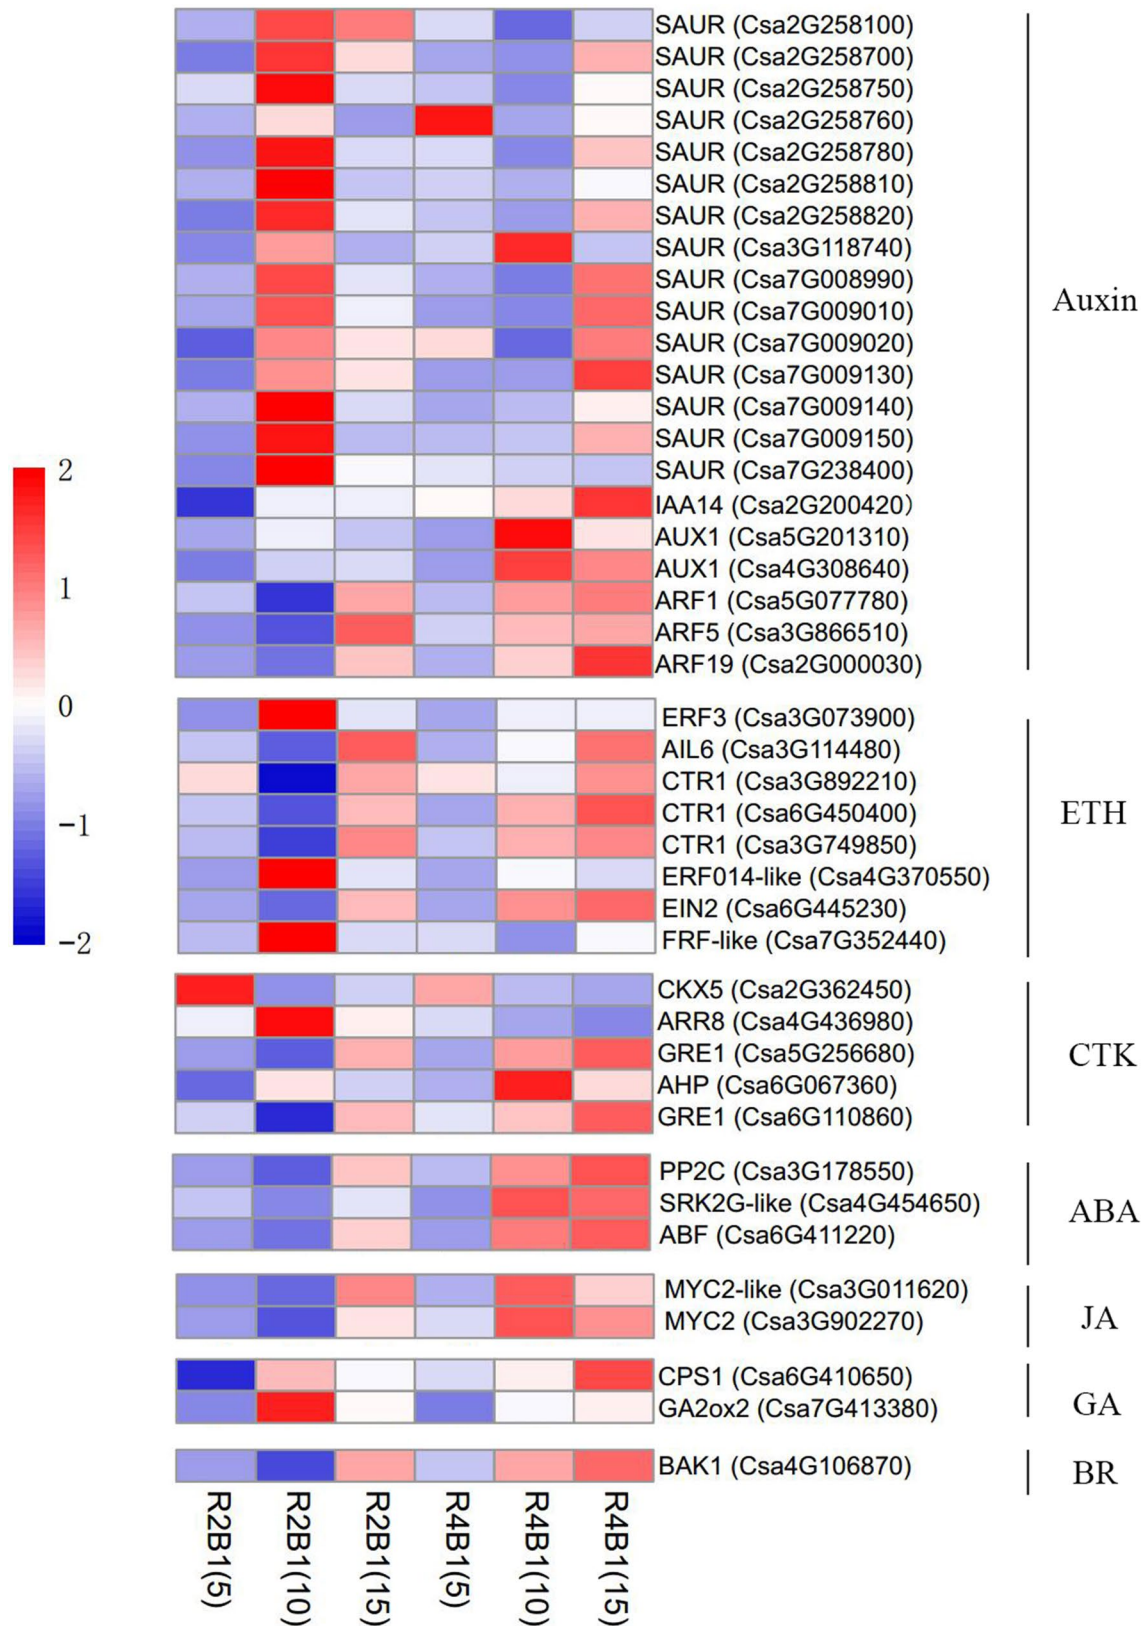 SAUR (Csa2G258100)
SAUR (Csa2G258700)
SAUR (Csa2G258750)
SAUR (Csa2G258760)
SAUR (Csa2G258780)
SAUR (Csa2G258810)
SAUR (Csa2G258820)
SAUR (Csa3G118740)
SAUR (Csa7G008990)
SAUR (Csa7G009010)
SAUR (Csa7G009020)
SAUR (Csa7G009130)
SAUR (Csa7G009140)
SAUR (Csa7G009150)
SAUR (Csa7G238400)
IAA14 (Csa2G200420)
AUX1 (Csa5G201310)
AUX1 (Csa4G308640)
ARF1 (Csa5G077780)
ARF5 (Csa3G866510)
ARF19 (Csa2G000030)
Auxin
2
1
0
−1
−2
ERF3 (Csa3G073900)
AIL6 (Csa3G114480)
CTR1 (Csa3G892210)
CTR1 (Csa6G450400)
CTR1 (Csa3G749850)
ERF014-like (Csa4G370550)
EIN2 (Csa6G445230)
FRF-like (Csa7G352440)
ETH
CKX5 (Csa2G362450)
ARR8 (Csa4G436980)
GRE1 (Csa5G256680)
AHP (Csa6G067360)
GRE1 (Csa6G110860)
CTK
PP2C (Csa3G178550)
SRK2G-like (Csa4G454650)
ABF (Csa6G411220)
ABA
MYC2-like (Csa3G011620)
MYC2 (Csa3G902270)
JA
CPS1 (Csa6G410650)
GA2ox2 (Csa7G413380)
GA
BAK1 (Csa4G106870)
BR
R2B1(5)
R2B1(10)
R2B1(15)
R4B1(5)
R4B1(10)
R4B1(15)